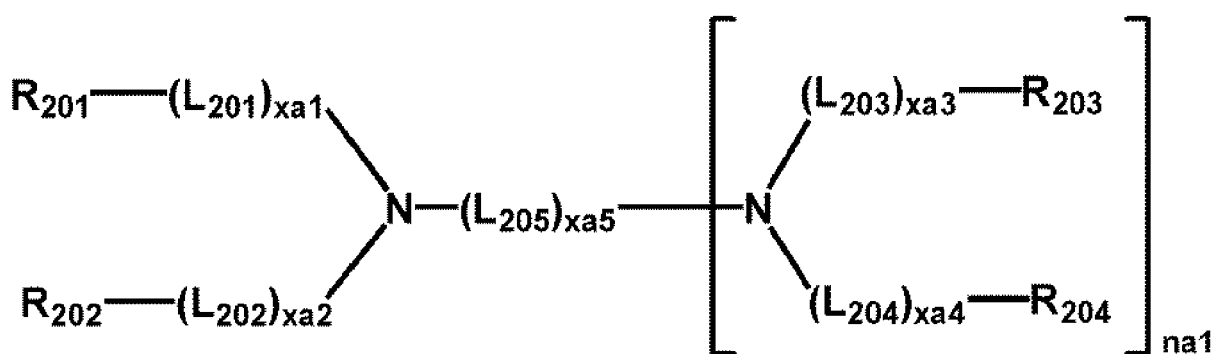 R201—(L201)xa1 (L203)xa3—R203
N—(L205)xa5—N
R202—(L202)xa2 (L204)xa4—R204
na1